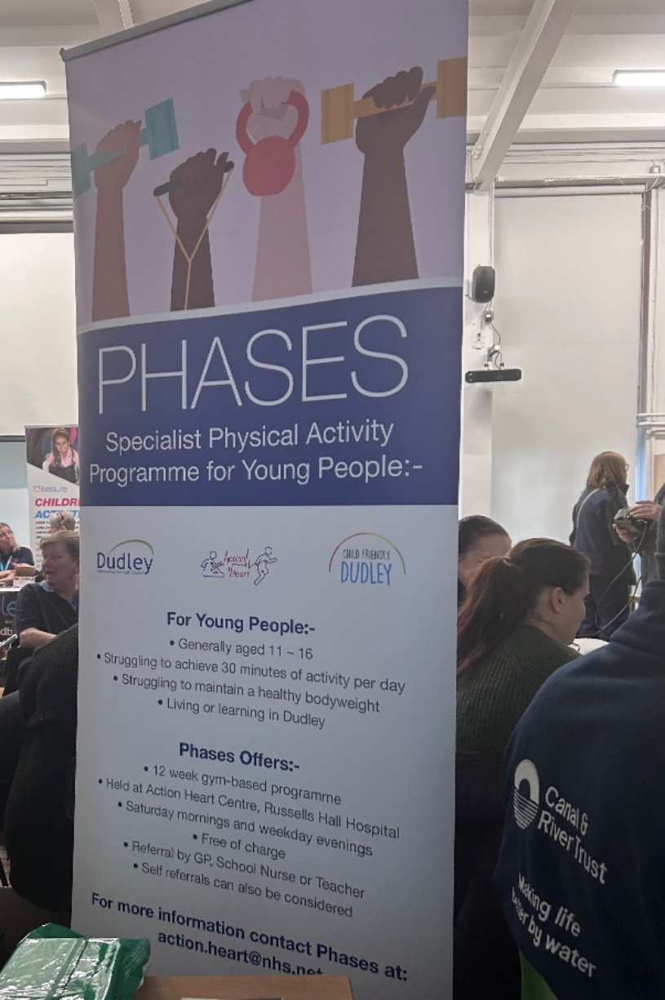 PHASES
Specialist Physical Activity
Programme for Young People:-
Dudley
Action Heart
CHILD FRIENDLY
DUDLEY
For Young People:-
• Generally aged 11 – 16
• Struggling to achieve 30 minutes of activity per day
• Struggling to maintain a healthy bodyweight
• Living or learning in Dudley
Phases Offers:-
• 12 week gym-based programme
• Held at Action Heart Centre, Russells Hall Hospital
• Saturday mornings and weekday evenings
• Free of charge
• Referral by GP, School Nurse or Teacher
• Self referrals can also be considered
For more information contact Phases at:
action.heart@nhs.net
CHILDR
Canal &
River Trust
Making life
better by water